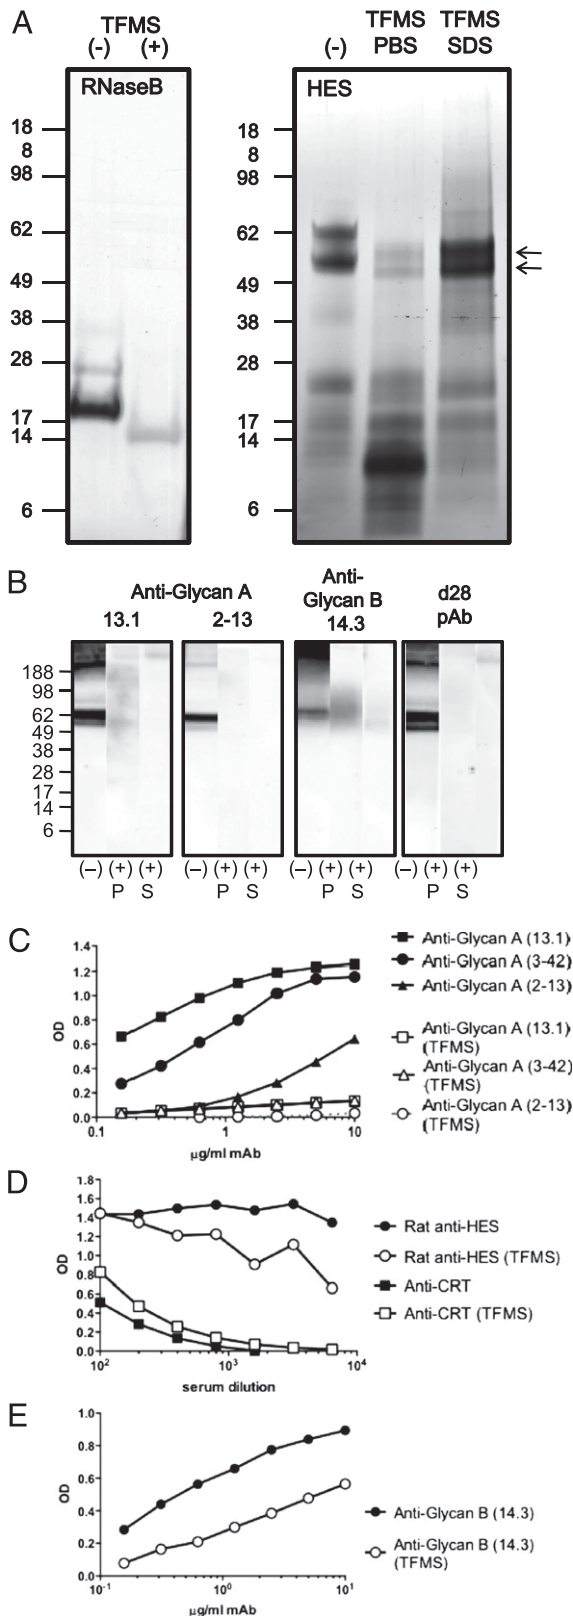 A
TFMS
(-) (+)
RNaseB
18
8
98
62
49
38
28
17
14
6
(-)
TFMS PBS
TFMS SDS
HES
18
8
98
62
49
38
28
17
14
6
B
Anti-Glycan A
13.1 2-13
Anti-
Glycan B
14.3
d28
pAb
188
98
62
49
38
28
17
14
6
(–) (+) (+) (–) (+) (+) (–) (+) (+) (–) (+) (+)
P S P S P S P S
C
1.4
1.2
1.0
0.8
0.6
0.4
0.2
0.0
OD
0.1 1 10
µg/ml mAb
Anti-Glycan A (13.1)
Anti-Glycan A (3-42)
Anti-Glycan A (2-13)
Anti-Glycan A (13.1)
(TFMS)
Anti-Glycan A (3-42)
(TFMS)
Anti-Glycan A (2-13)
(TFMS)
D
1.8
1.6
1.4
1.2
1.0
0.8
0.6
0.4
0.2
0.0
OD
10² 10³ 10⁴
serum dilution
Rat anti-HES
Rat anti-HES (TFMS)
Anti-CRT
Anti-CRT (TFMS)
E
1.0
0.8
0.6
0.4
0.2
0.0
OD
10⁻¹ 10⁰ 10¹
µg/ml mAb
Anti-Glycan B (14.3)
Anti-Glycan B (14.3)
(TFMS)